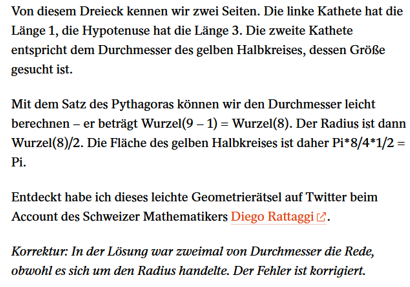 Von diesem Dreieck kennen wir zwei Seiten. Die linke Kathete hat die
Länge 1, die Hypotenuse hat die Länge 3. Die zweite Kathete
entspricht dem Durchmesser des gelben Halbkreises, dessen Größe
gesucht ist.
Mit dem Satz des Pythagoras können wir den Durchmesser leicht
berechnen – er beträgt Wurzel(9 – 1) = Wurzel(8). Der Radius ist dann
Wurzel(8)/2. Die Fläche des gelben Halbkreises ist daher Pi*8/4*1/2 =
Pi.
Entdeckt habe ich dieses leichte Geometrierätsel auf Twitter beim
Account des Schweizer Mathematikers Diego Rattaggi.
Korrektur: In der Lösung war zweimal von Durchmesser die Rede,
obwohl es sich um den Radius handelte. Der Fehler ist korrigiert.